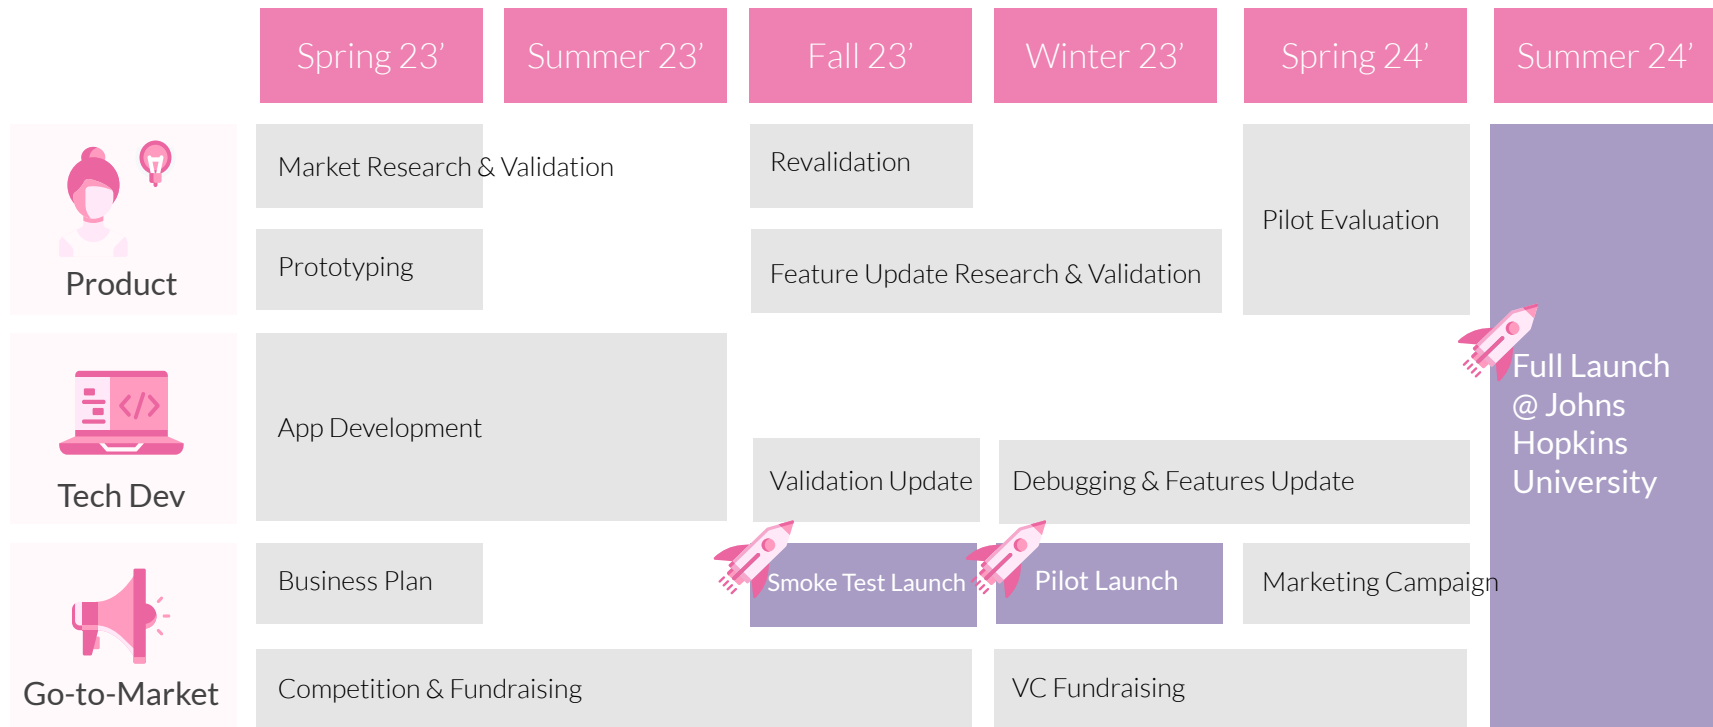 Spring 23’
Summer 23’
Fall 23’
Winter 23’
Spring 24’
Summer 24’
Product
Market Research & Validation
Revalidation
Pilot Evaluation
Prototyping
Feature Update Research & Validation
Tech Dev
App Development
Validation Update
Debugging & Features Update
Full Launch
@ Johns
Hopkins
University
Go-to-Market
Business Plan
Smoke Test Launch
Pilot Launch
Marketing Campaign
Competition & Fundraising
VC Fundraising